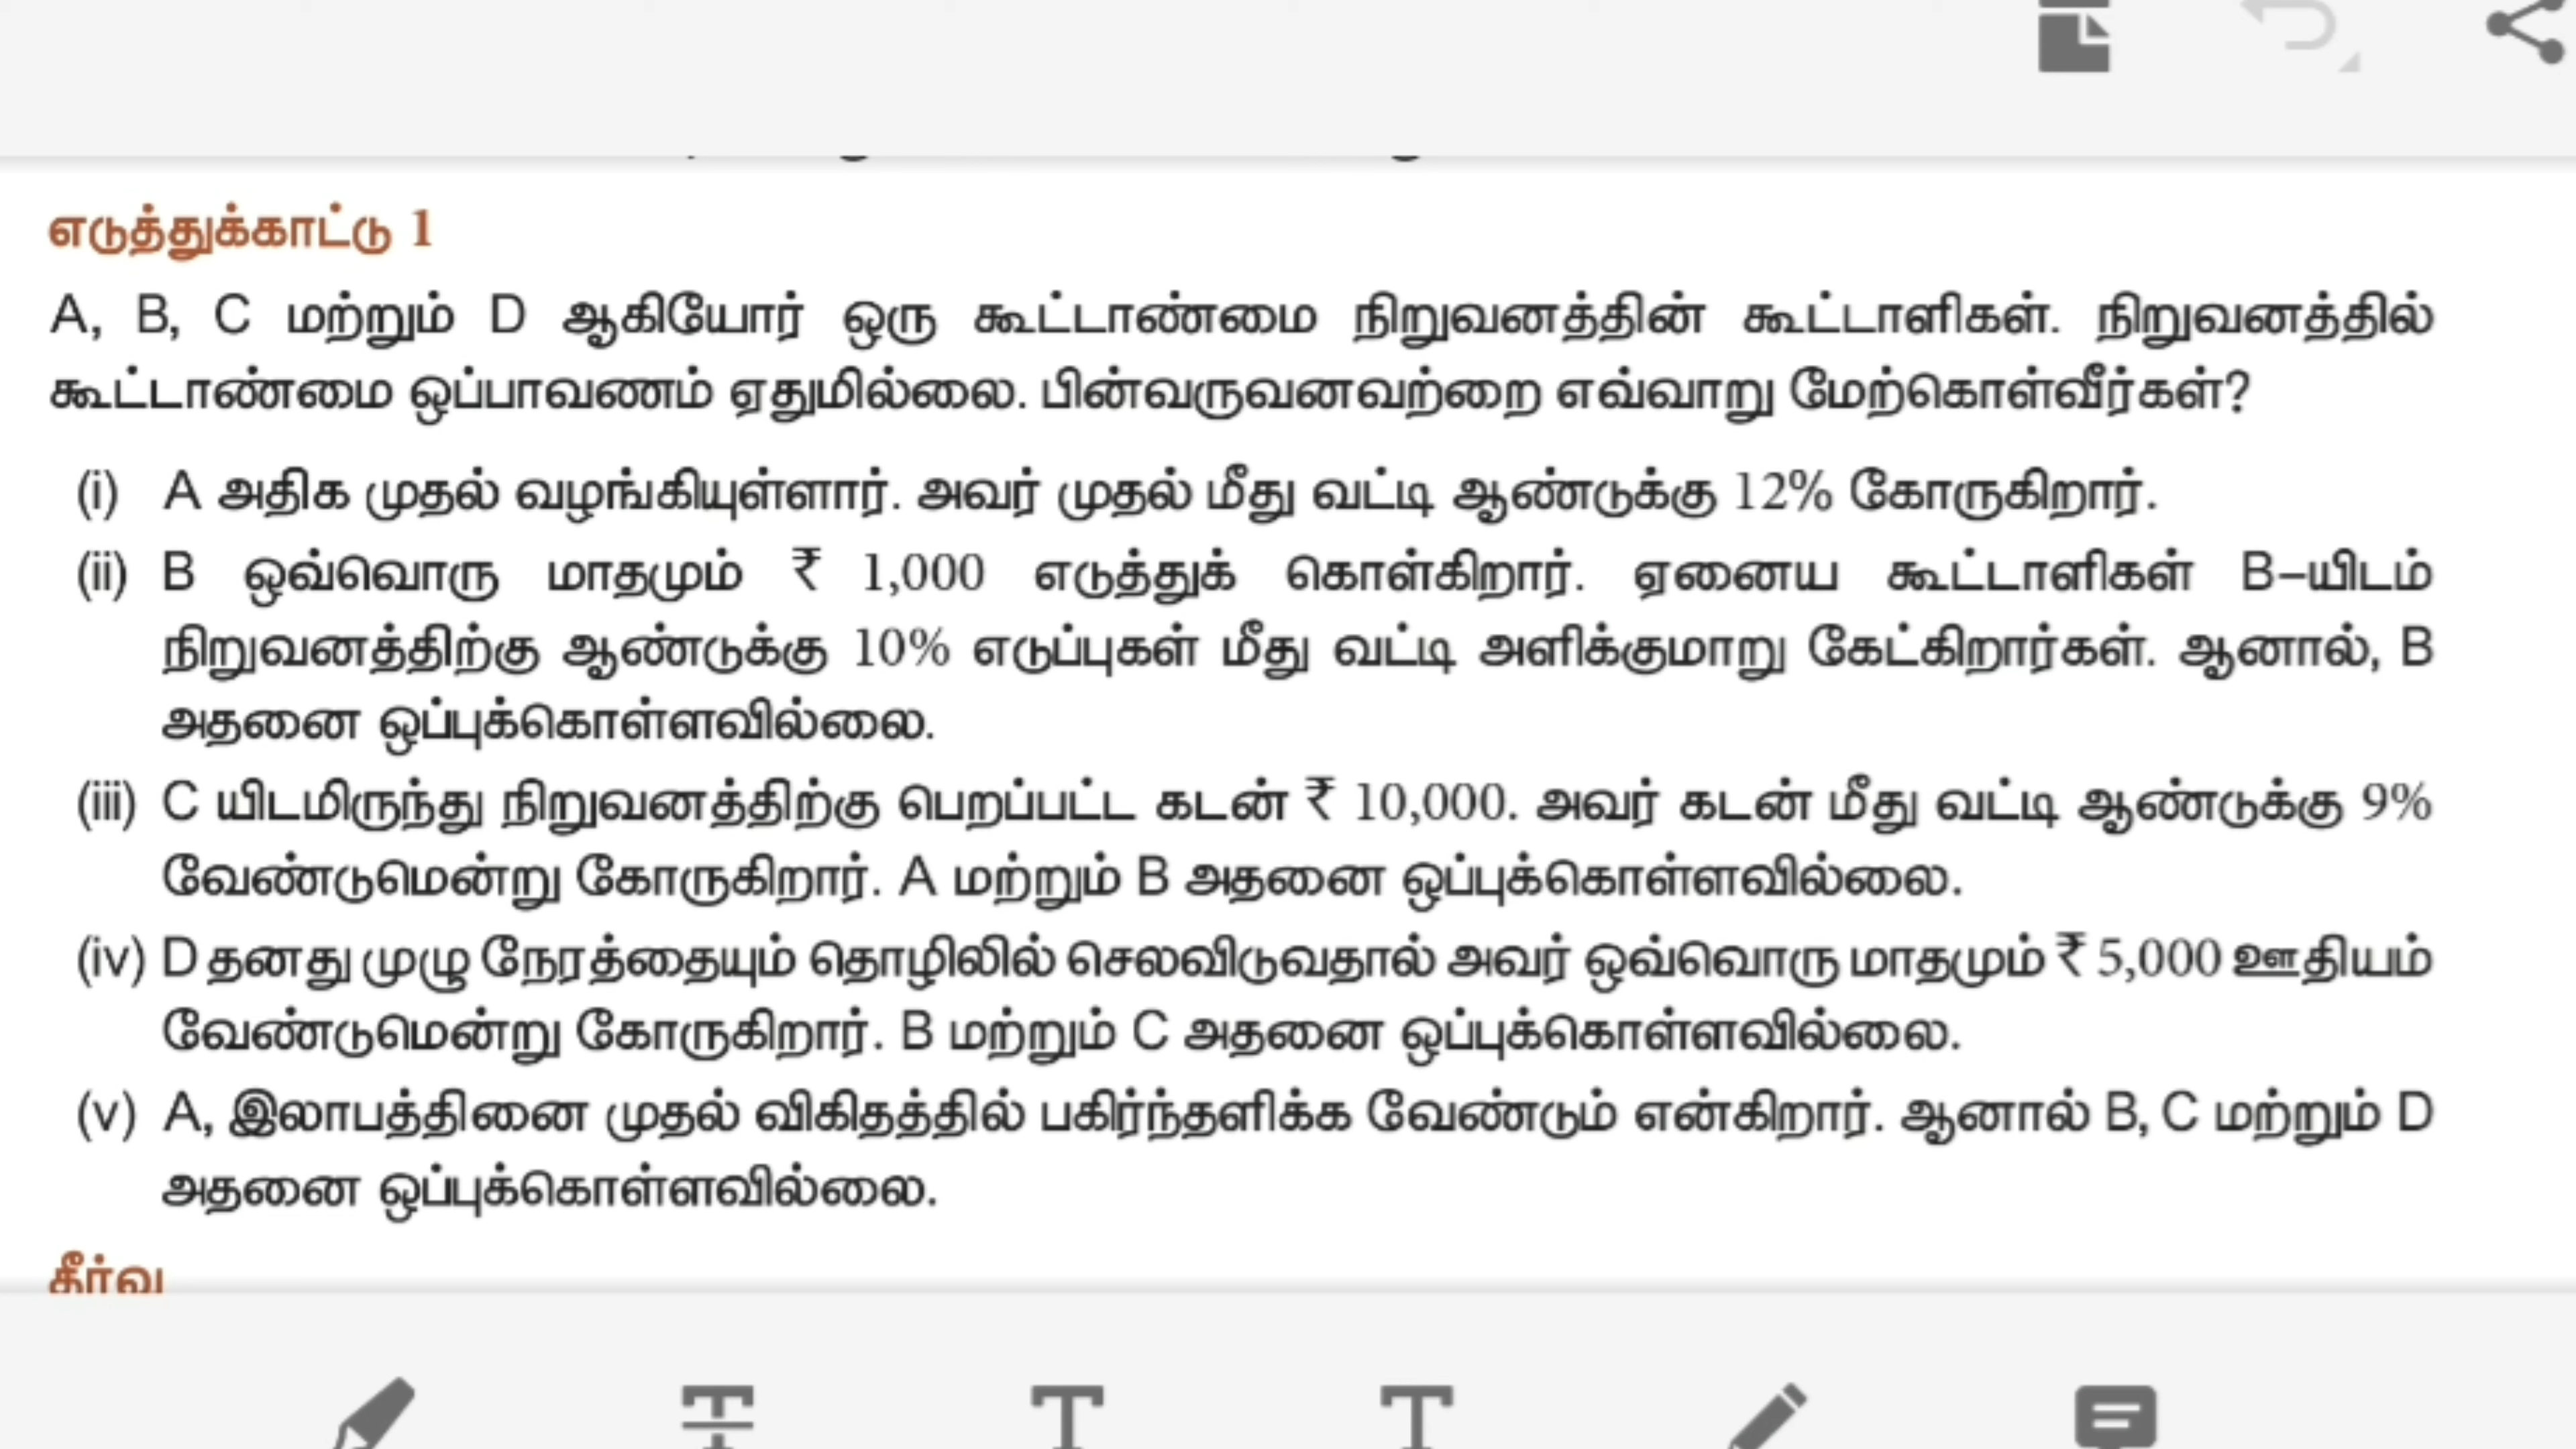 எடுத்துக்காட்டு 1
A, B, C மற்றும் D ஆகியோர் ஒரு கூட்டாண்மை நிறுவனத்தின் கூட்டாளிகள். நிறுவனத்தில்
கூட்டாண்மை ஒப்பாவணம் ஏதுமில்லை. பின்வருவனவற்றை எவ்வாறு மேற்கொள்வீர்கள்?
(i) A அதிக முதல் வழங்கியுள்ளார். அவர் முதல் மீது வட்டி ஆண்டுக்கு 12% கோருகிறார்.
(ii) B ஒவ்வொரு மாதமும் ₹ 1,000 எடுத்துக் கொள்கிறார். ஏனைய கூட்டாளிகள் B–யிடம்
நிறுவனத்திற்கு ஆண்டுக்கு 10% எடுப்புகள் மீது வட்டி அளிக்குமாறு கேட்கிறார்கள். ஆனால், B
அதனை ஒப்புக்கொள்ளவில்லை.
(iii) C யிடமிருந்து நிறுவனத்திற்கு பெறப்பட்ட கடன் ₹ 10,000. அவர் கடன் மீது வட்டி ஆண்டுக்கு 9%
வேண்டுமென்று கோருகிறார். A மற்றும் B அதனை ஒப்புக்கொள்ளவில்லை.
(iv) D தனது முழு நேரத்தையும் தொழிலில் செலவிடுவதால் அவர் ஒவ்வொரு மாதமும் ₹ 5,000 ஊதியம்
வேண்டுமென்று கோருகிறார். B மற்றும் C அதனை ஒப்புக்கொள்ளவில்லை.
(v) A, இலாபத்தினை முதல் விகிதத்தில் பகிர்ந்தளிக்க வேண்டும் என்கிறார். ஆனால் B, C மற்றும் D
அதனை ஒப்புக்கொள்ளவில்லை.
தீர்வு